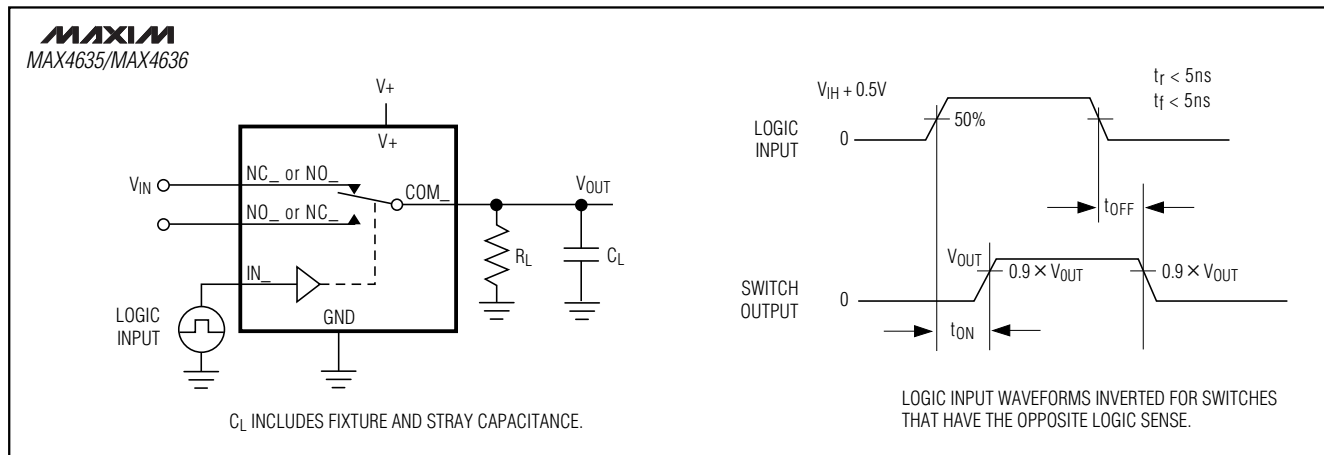 MAXIM
MAX4635/MAX4636
V+
V+
NC_ or NO_
VIN
COM_
VOUT
NO_ or NC_
RL
CL
IN_
LOGIC
INPUT
GND
CL INCLUDES FIXTURE AND STRAY CAPACITANCE.
tr < 5ns
tf < 5ns
VIH + 0.5V
50%
LOGIC
INPUT
0
tOFF
VOUT
0.9 × VOUT
0.9 × VOUT
SWITCH
OUTPUT
0
tON
LOGIC INPUT WAVEFORMS INVERTED FOR SWITCHES
THAT HAVE THE OPPOSITE LOGIC SENSE.